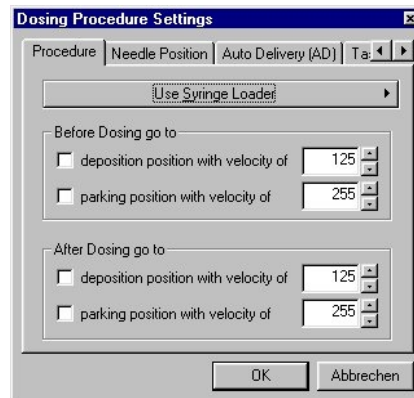 Dosing Procedure Settings
Procedure Needle Position Auto Delivery (AD)
Use Syringe Loader
Before Dosing go to
deposition position with velocity of 125
parking position with velocity of 255
After Dosing go to
deposition position with velocity of 125
parking position with velocity of 255
OK Abbrechen